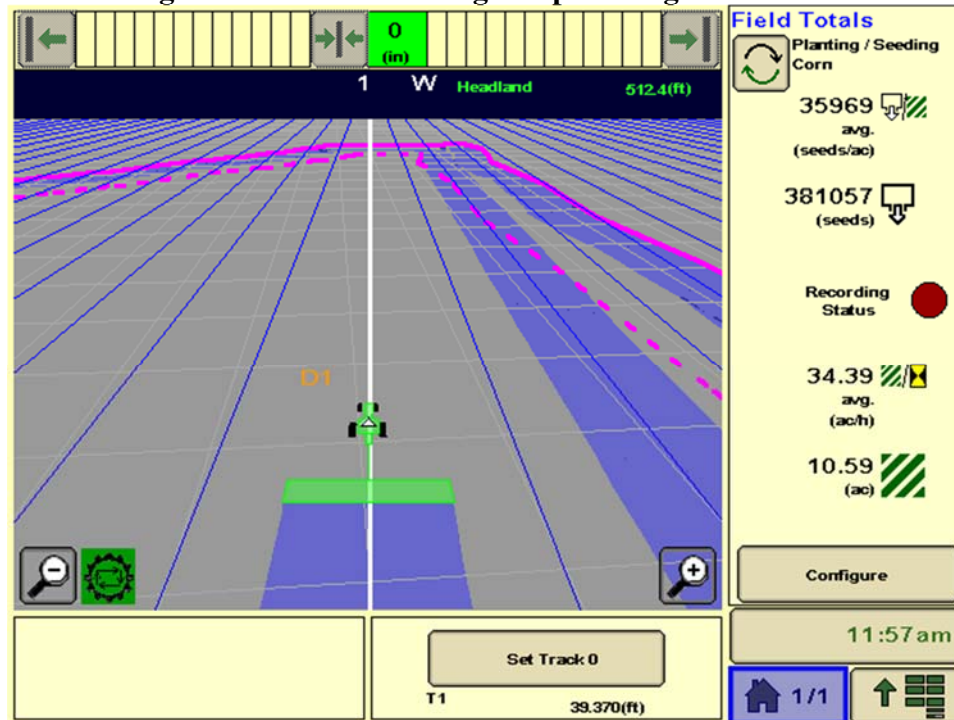 0
(in)
1 W Headland 512.4(ft)
D1
Set Track 0
T1 39.370(ft)
Field Totals
Planting / Seeding
Corn
35969
avg.
(seeds/ac)
381057
(seeds)
Recording
Status
34.39
avg.
(ac/h)
10.59
(ac)
Configure
11:57am
1/1